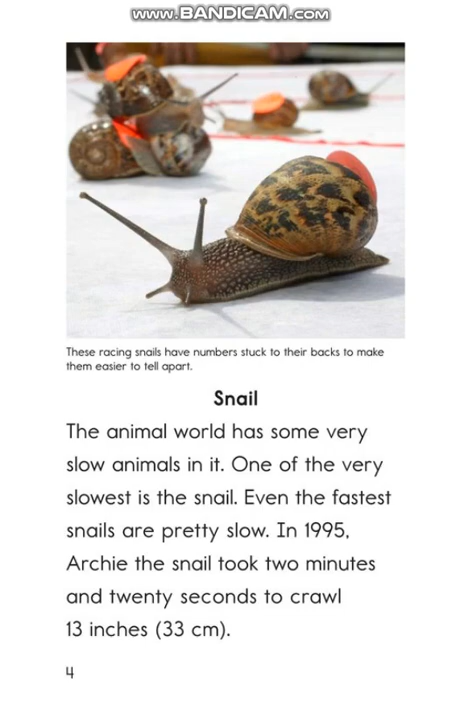 www.BANDICAM.com
These racing snails have numbers stuck to their backs to make
them easier to tell apart.
Snail
The animal world has some very
slow animals in it. One of the very
slowest is the snail. Even the fastest
snails are pretty slow. In 1995,
Archie the snail took two minutes
and twenty seconds to crawl
13 inches (33 cm).
4